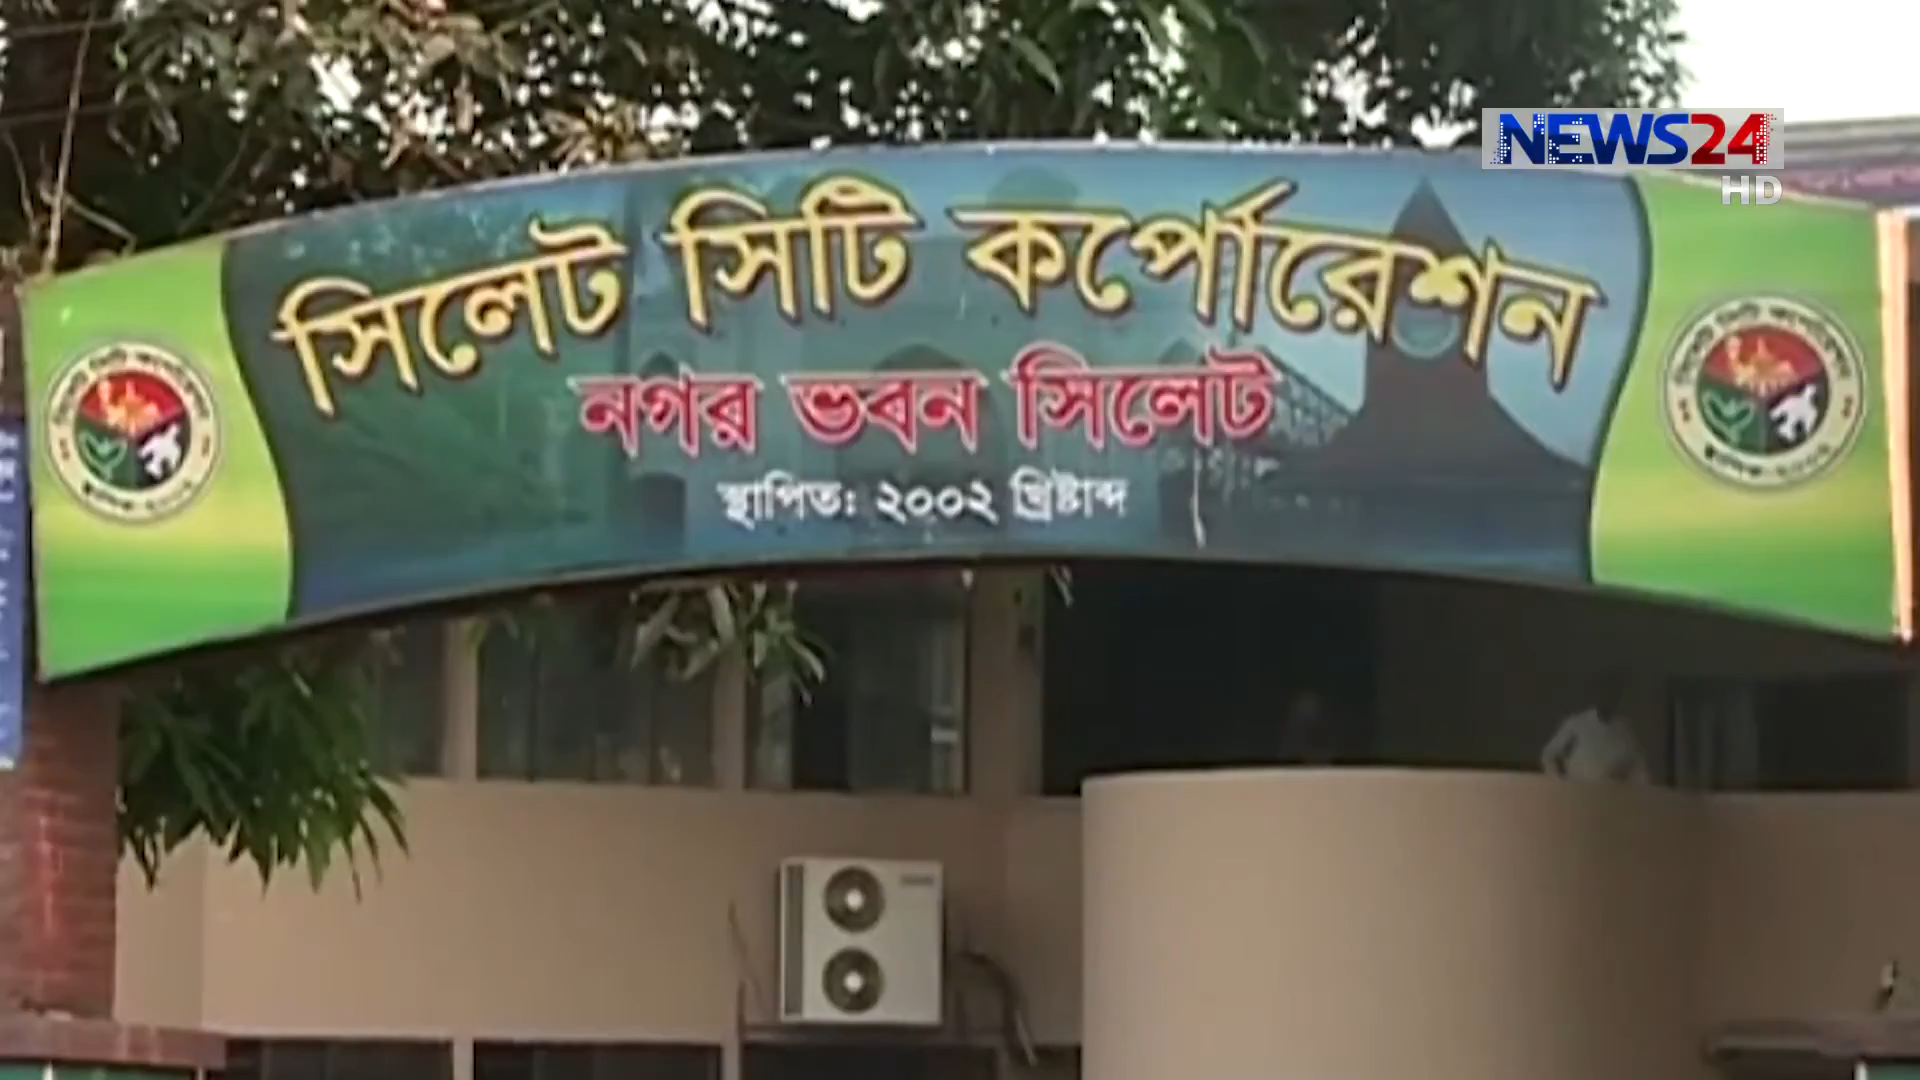 NEWS24
HD
সিলেট সিটি কর্পোরেশন
নগর ভবন সিলেট
স্থাপিত: ২০০২ খ্রিষ্টাব্দ